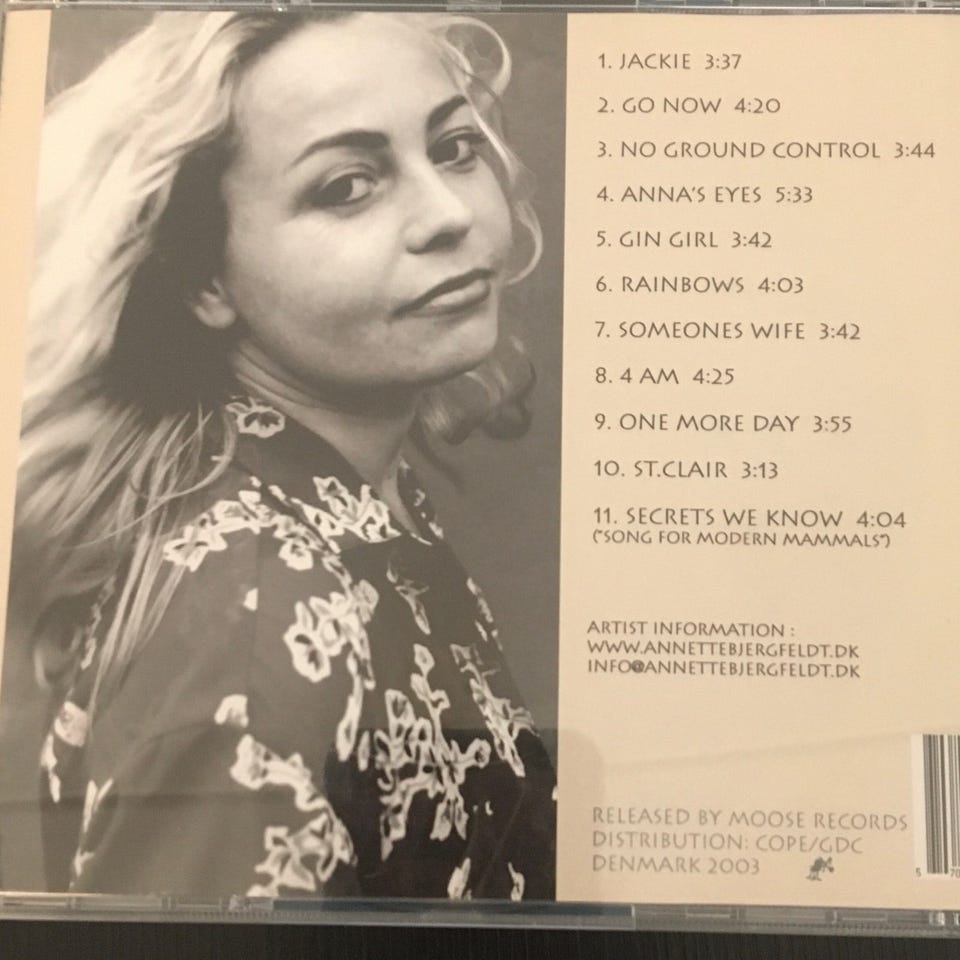 1. JACKIE 3:37
2. GO NOW 4:20
3. NO GROUND CONTROL 3:44
4. ANNA'S EYES 5:33
5. GIN GIRL 3:42
6. RAINBOWS 4:03
7. SOMEONES WIFE 3:42
8. 4 AM 4:25
9. ONE MORE DAY 3:55
10. ST.CLAIR 3:13
11. SECRETS WE KNOW 4:04
("SONG FOR MODERN MAMMALS")
ARTIST INFORMATION :
WWW.ANNETTEBJERGFELDT.DK
INFO@ANNETTEBJERGFELDT.DK
RELEASED BY MOOSE RECORDS
DISTRIBUTION: COPE/GDC
DENMARK 2003
5 70